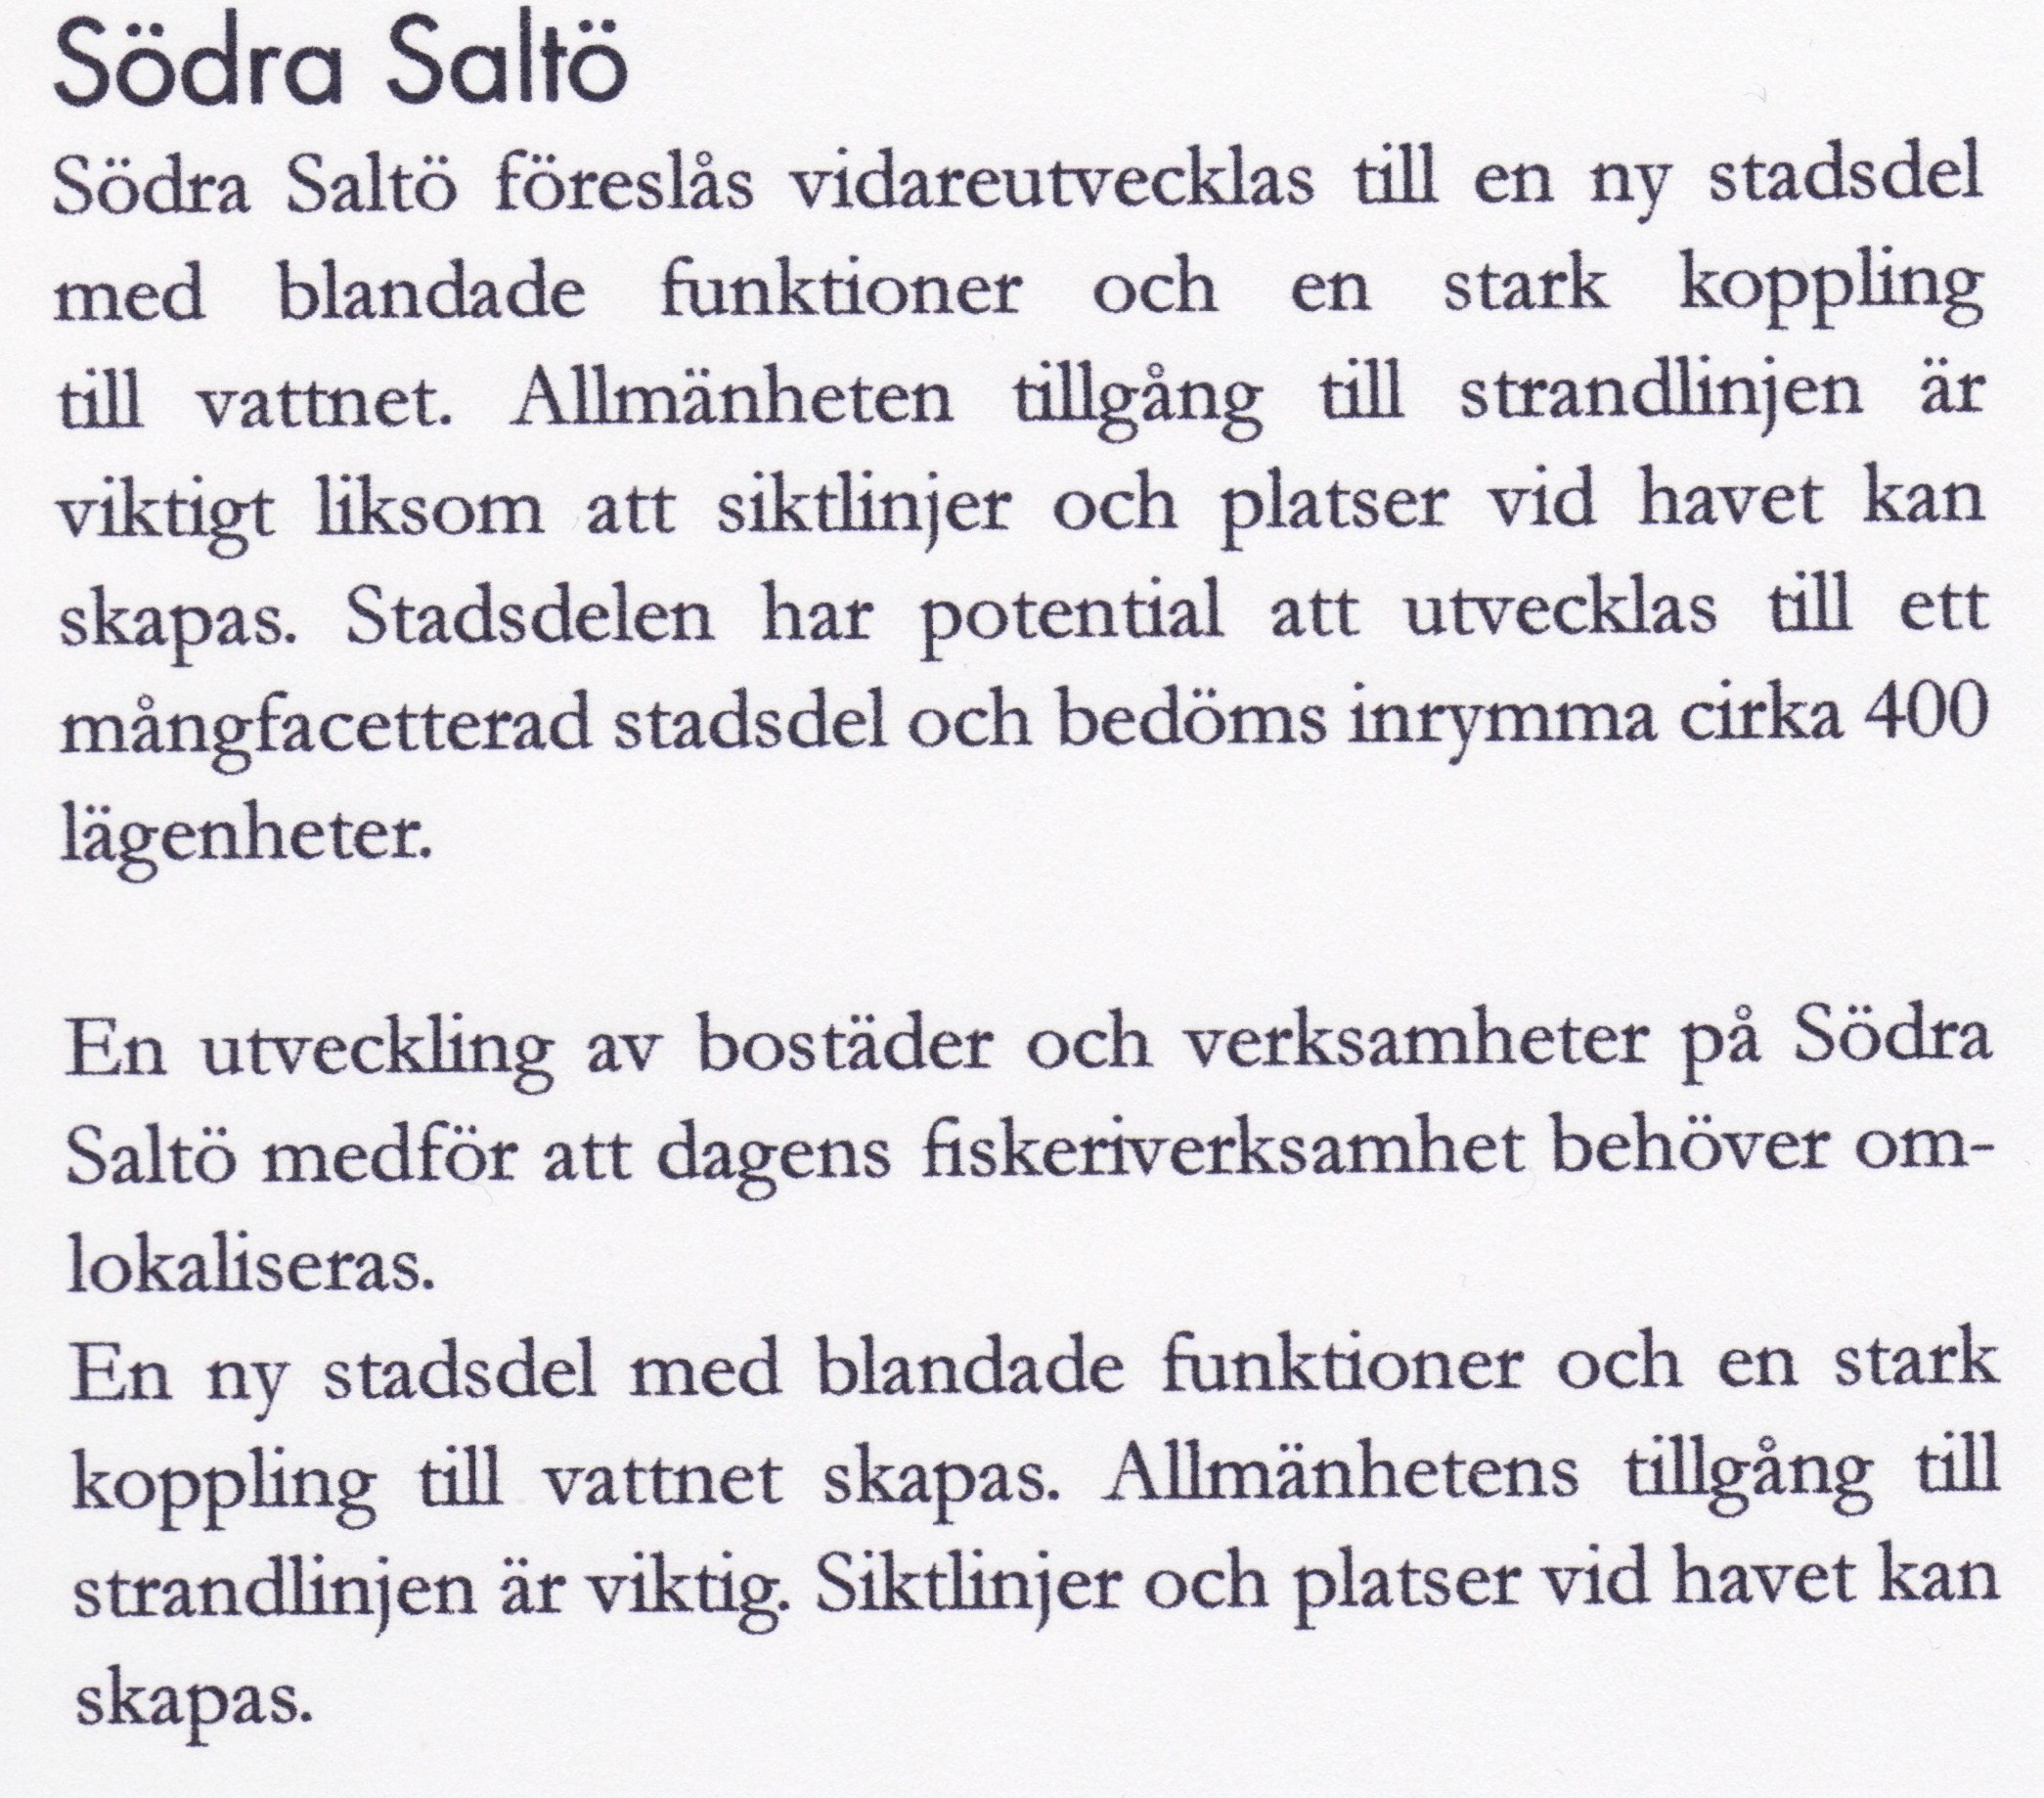 Södra Saltö
Södra Saltö föreslås vidareutvecklas till en ny stadsdel
med blandade funktioner och en stark koppling
till vattnet. Allmänheten tillgång till strandlinjen är
viktigt liksom att siktlinjer och platser vid havet kan
skapas. Stadsdelen har potential att utvecklas till ett
mångfacetterad stadsdel och bedöms inrymma cirka 400
lägenheter.
En utveckling av bostäder och verksamheter på Södra
Saltö medför att dagens fiskeriverksamhet behöver om-
lokaliseras.
En ny stadsdel med blandade funktioner och en stark
koppling till vattnet skapas. Allmänhetens tillgång till
strandlinjen är viktig. Siktlinjer och platser vid havet kan
skapas.